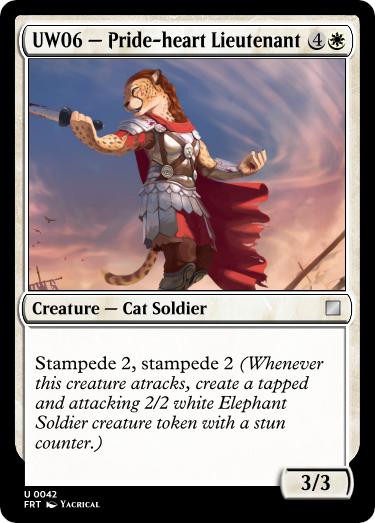 UW06 — Pride-heart Lieutenant 4
Creature — Cat Soldier
Stampede 2, stampede 2 (Whenever
this creature atracks, create a tapped
and attacking 2/2 white Elephant
Soldier creature token with a stun
counter.)
3/3
U 0042
FRT Yacrical